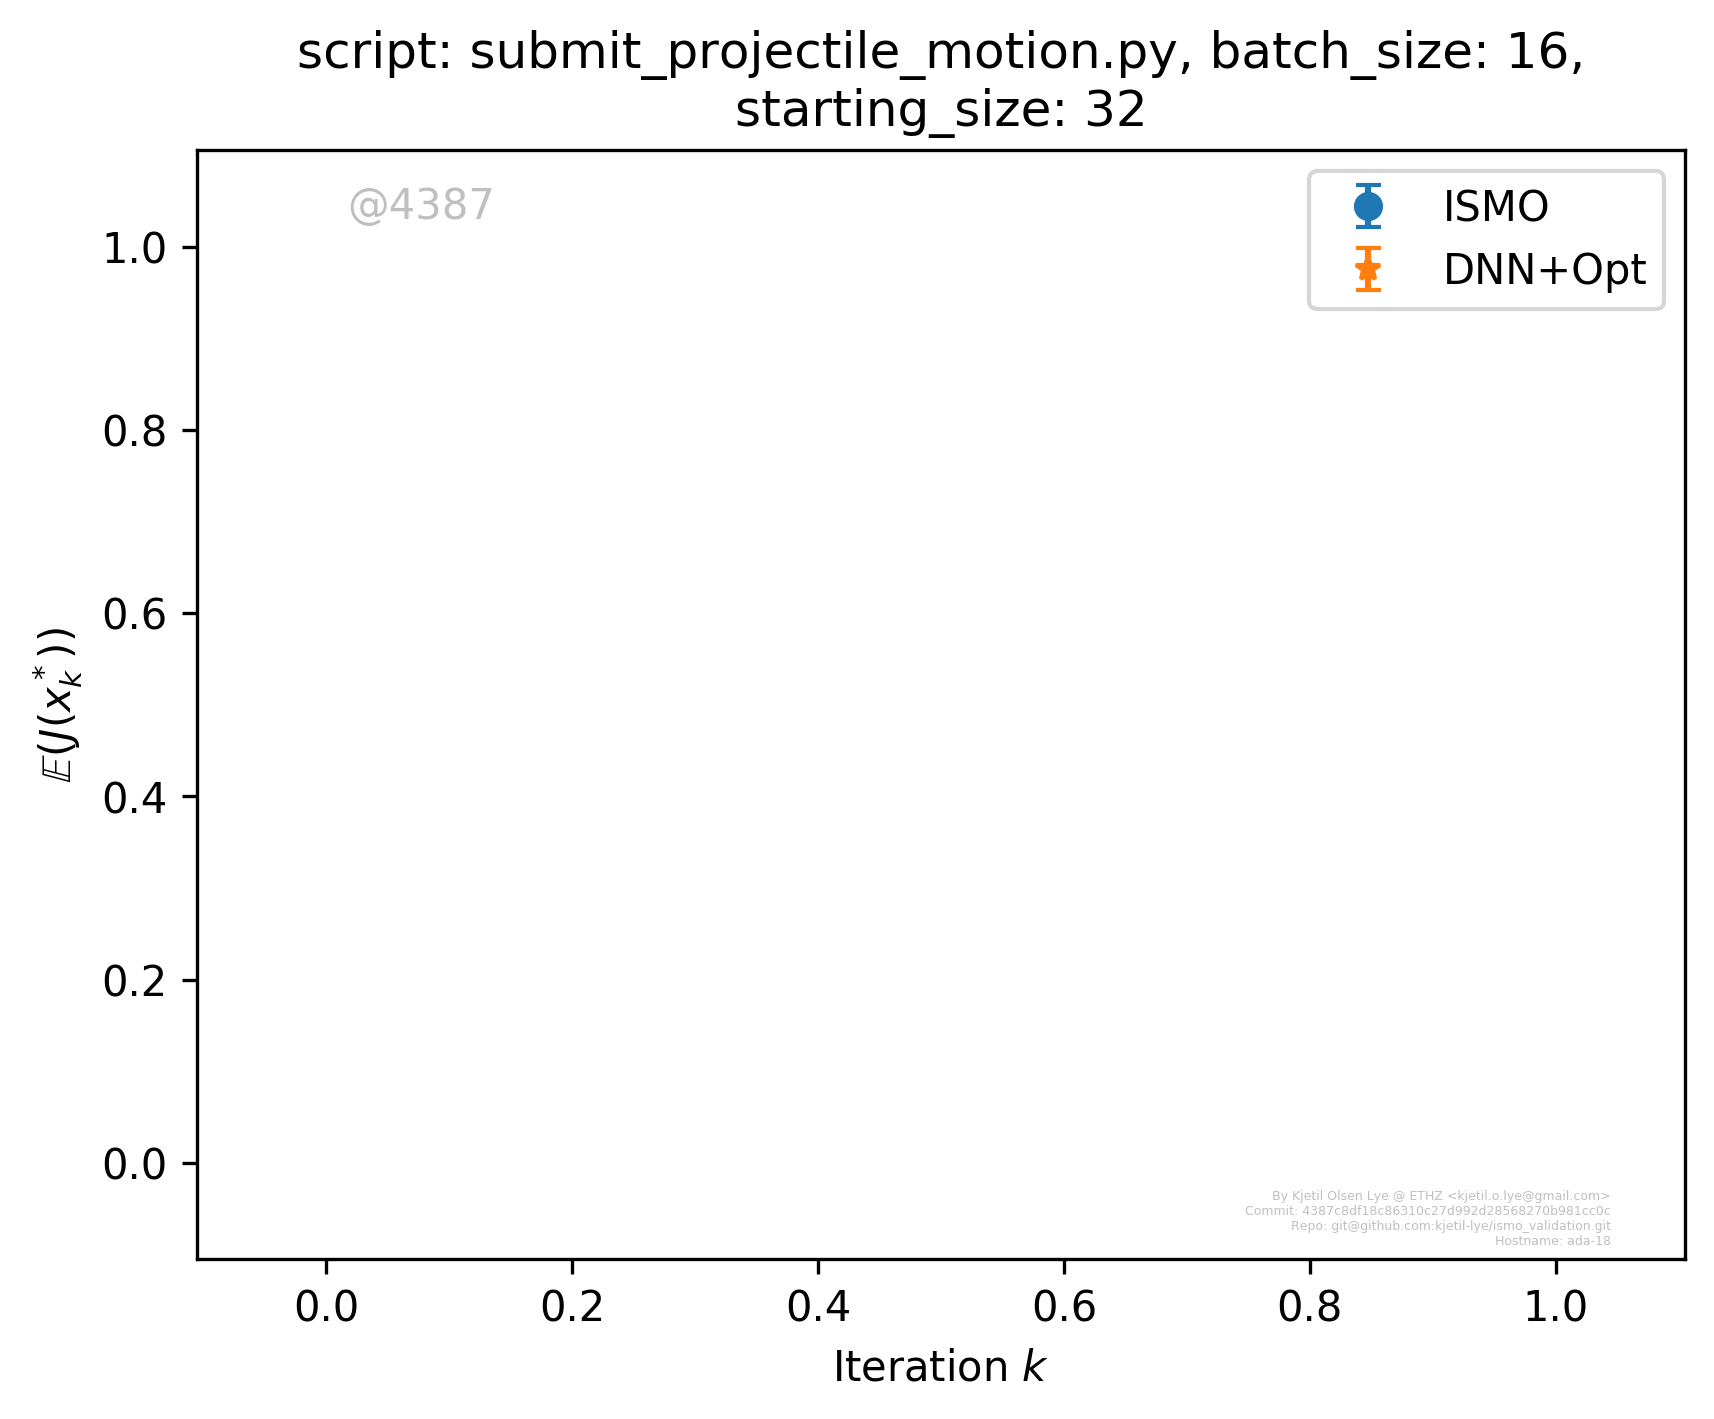 script: submit_projectile_motion.py, batch_size: 16,
starting_size: 32
@4387
ISMO
DNN+Opt
1.0
0.8
0.6
0.4
0.2
0.0
𝔼(J(x*k))
By Kjetil Olsen Lye @ ETHZ <kjetil.o.lye@gmail.com>
Commit: 4387c8df18c86310c27d992d28568270b981cc0c
Repo: git@github.com:kjetil-lye/ismo_validation.git
Hostname: ada-18
0.0 0.2 0.4 0.6 0.8 1.0
Iteration k